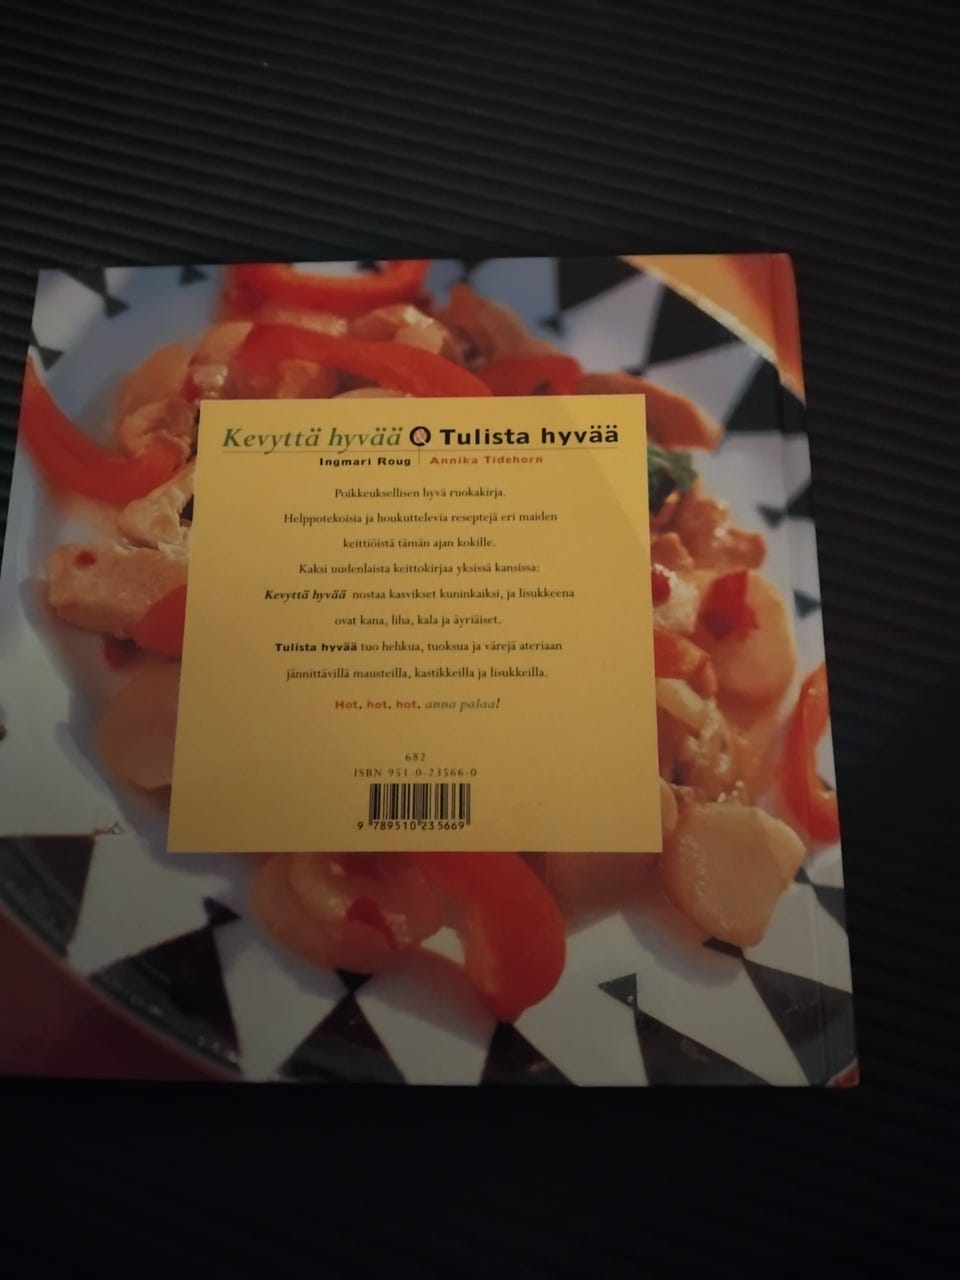 Kevyttä hyvää & Tulista hyvää
Ingmari Roug | Annika Tidehorn
Poikkeuksellisen hyvä ruokakirja.
Helppotekoisia ja houkuttelevia reseptejä eri maiden
keittiöistä tämän ajan kokille.
Kaksi uudenlaista keittokirjaa yksissä kansissa:
Kevyttä hyvää nostaa kasvikset kuninkaiksi, ja lisukkeena
ovat kana, liha, kala ja äyriäiset.
Tulista hyvää tuo hehkua, tuoksua ja värejä ateriaan
jännittävillä mausteilla, kastikkeilla ja lisukkeilla.
Hot, hot, hot, anna palaa!
682
ISBN 951-0-23566-0
9 789510 235669